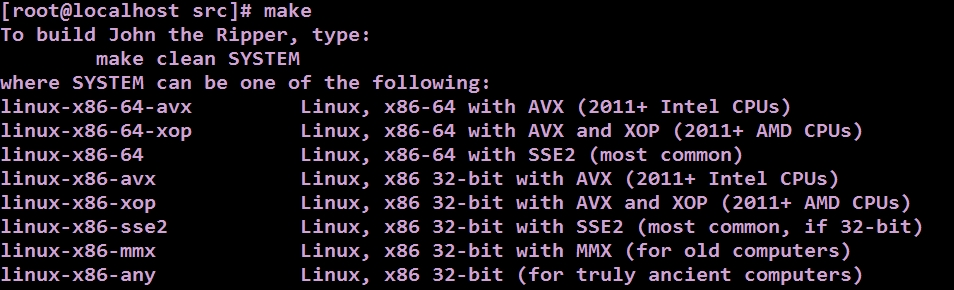 [root@localhost src]# make
To build John the Ripper, type:
        make clean SYSTEM
where SYSTEM can be one of the following:
linux-x86-64-avx         Linux, x86-64 with AVX (2011+ Intel CPUs)
linux-x86-64-xop         Linux, x86-64 with AVX and XOP (2011+ AMD CPUs)
linux-x86-64             Linux, x86-64 with SSE2 (most common)
linux-x86-avx            Linux, x86 32-bit with AVX (2011+ Intel CPUs)
linux-x86-xop            Linux, x86 32-bit with AVX and XOP (2011+ AMD CPUs)
linux-x86-sse2           Linux, x86 32-bit with SSE2 (most common, if 32-bit)
linux-x86-mmx            Linux, x86 32-bit with MMX (for old computers)
linux-x86-any            Linux, x86 32-bit (for truly ancient computers)